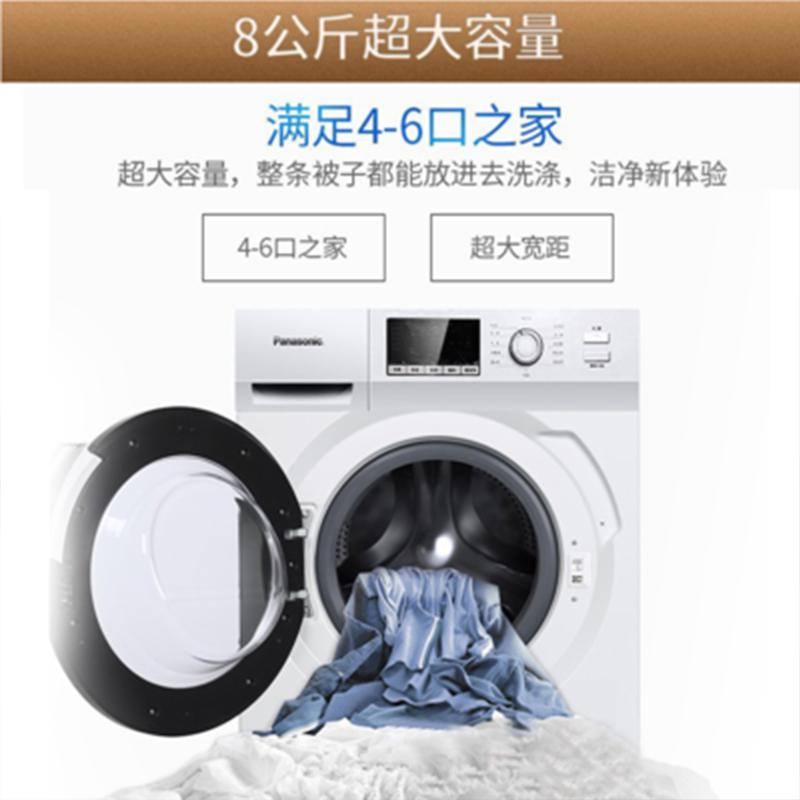 8公斤超大容量
满足4-6口之家
超大容量，整条被子都能放进去洗涤，洁净新体验
4-6口之家 超大宽距
Panasonic